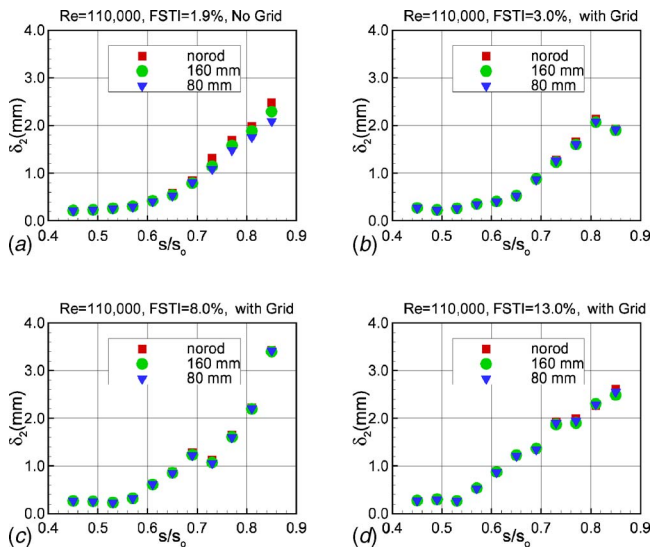 Re=110,000, FSTI=1.9%, No Grid
4.0
3.0
2.0
1.0
0.0
δ2(mm)
norod
160 mm
80 mm
0.4 0.5 0.6 0.7 0.8 0.9
(a) s/so
Re=110,000, FSTI=3.0%, with Grid
4.0
3.0
2.0
1.0
0.0
δ2(mm)
norod
160 mm
80 mm
0.4 0.5 0.6 0.7 0.8 0.9
(b) s/so
Re=110,000, FSTI=8.0%, with Grid
4.0
3.0
2.0
1.0
0.0
δ2(mm)
norod
160 mm
80 mm
0.4 0.5 0.6 0.7 0.8 0.9
(c) s/so
Re=110,000, FSTI=13.0%, with Grid
4.0
3.0
2.0
1.0
0.0
δ2(mm)
norod
160 mm
80 mm
0.4 0.5 0.6 0.7 0.8 0.9
(d) s/so